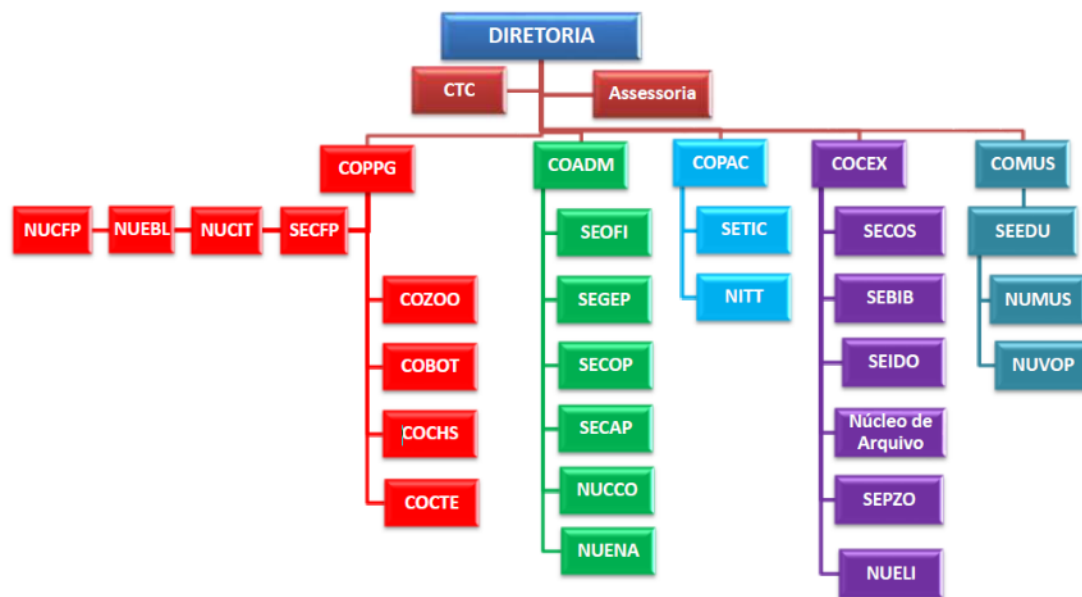 DIRETORIA
CTC
Assessoria
COPPG
COADM
COPAC
COCEX
COMUS
NUCFP
NUEBL
NUCIT
SECFP
SEOFI
SETIC
SECOS
SEEDU
COZOO
SEGEP
NITT
SEBIB
NUMUS
COBOT
SECOP
SEIDO
NUVOP
COCHS
SECAP
Núcleo de
Arquivo
COCTE
NUCCO
SEPZO
NUENA
NUELI